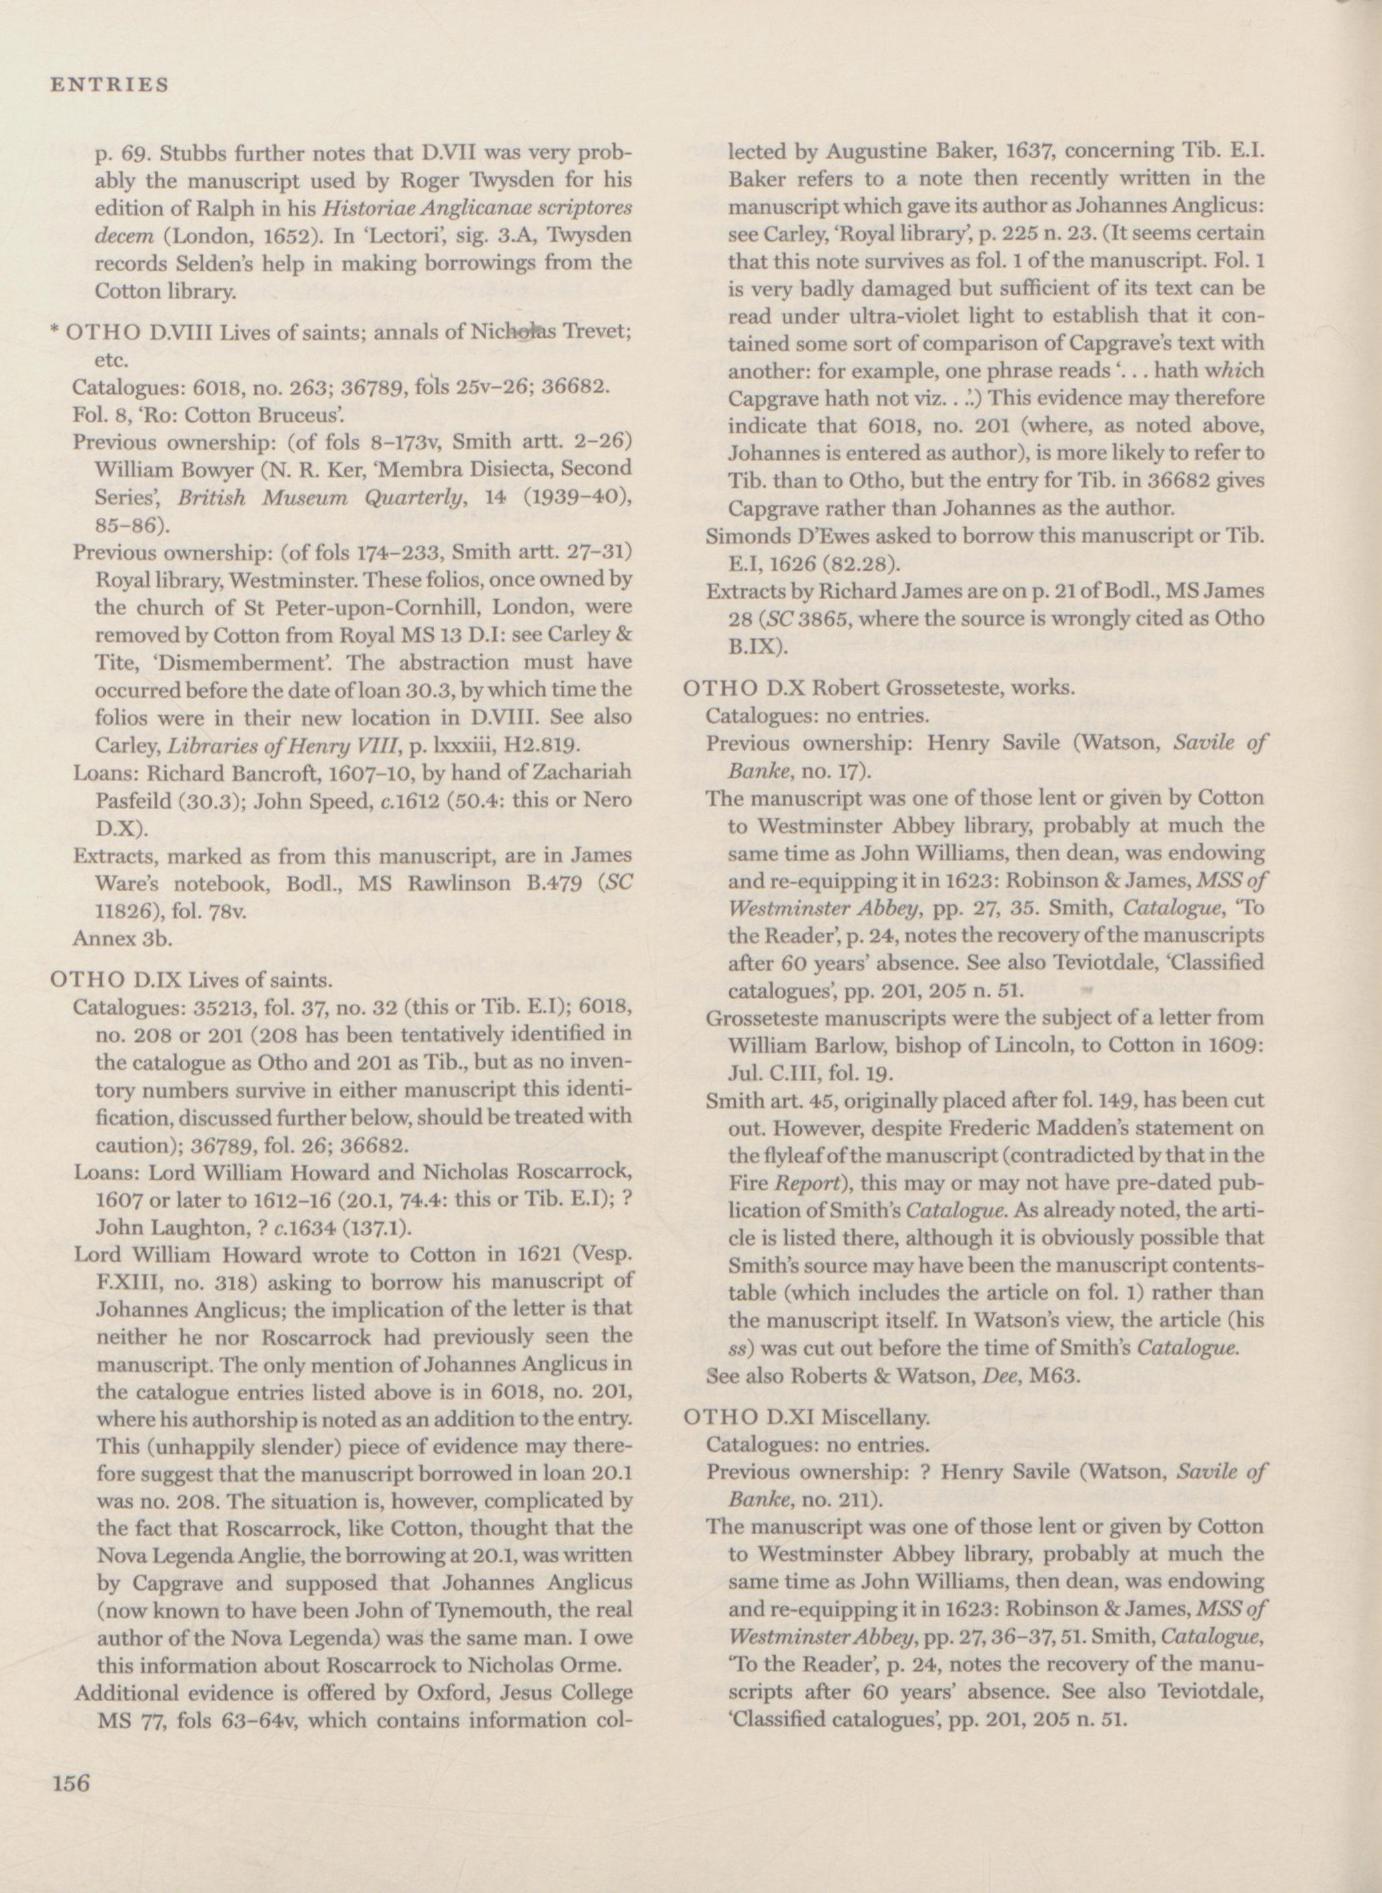 ENTRIES
p. 69. Stubbs further notes that D.VII was very prob-
ably the manuscript used by Roger Twysden for his
edition of Ralph in his Historiae Anglicanae scriptores
decem (London, 1652). In ‘Lectori’, sig. 3.A, Twysden
records Selden’s help in making borrowings from the
Cotton library.
* OTHO D.VIII Lives of saints; annals of Nicholas Trevet;
etc.
Catalogues: 6018, no. 263; 36789, fols 25v–26; 36682.
Fol. 8, ‘Ro: Cotton Bruceus’.
Previous ownership: (of fols 8–173v, Smith artt. 2–26)
William Bowyer (N. R. Ker, ‘Membra Disiecta, Second
Series’, British Museum Quarterly, 14 (1939–40),
85–86).
Previous ownership: (of fols 174–233, Smith artt. 27–31)
Royal library, Westminster. These folios, once owned by
the church of St Peter-upon-Cornhill, London, were
removed by Cotton from Royal MS 13 D.I: see Carley &
Tite, ‘Dismemberment’. The abstraction must have
occurred before the date of loan 30.3, by which time the
folios were in their new location in D.VIII. See also
Carley, Libraries of Henry VIII, p. lxxxiii, H2.819.
Loans: Richard Bancroft, 1607–10, by hand of Zachariah
Pasfeild (30.3); John Speed, c.1612 (50.4: this or Nero
D.X).
Extracts, marked as from this manuscript, are in James
Ware’s notebook, Bodl., MS Rawlinson B.479 (SC
11826), fol. 78v.
Annex 3b.
OTHO D.IX Lives of saints.
Catalogues: 35213, fol. 37, no. 32 (this or Tib. E.I); 6018,
no. 208 or 201 (208 has been tentatively identified in
the catalogue as Otho and 201 as Tib., but as no inven-
tory numbers survive in either manuscript this identi-
fication, discussed further below, should be treated with
caution); 36789, fol. 26; 36682.
Loans: Lord William Howard and Nicholas Roscarrock,
1607 or later to 1612–16 (20.1, 74.4: this or Tib. E.I); ?
John Laughton, ? c.1634 (137.1).
Lord William Howard wrote to Cotton in 1621 (Vesp.
F.XIII, no. 318) asking to borrow his manuscript of
Johannes Anglicus; the implication of the letter is that
neither he nor Roscarrock had previously seen the
manuscript. The only mention of Johannes Anglicus in
the catalogue entries listed above is in 6018, no. 201,
where his authorship is noted as an addition to the entry.
This (unhappily slender) piece of evidence may there-
fore suggest that the manuscript borrowed in loan 20.1
was no. 208. The situation is, however, complicated by
the fact that Roscarrock, like Cotton, thought that the
Nova Legenda Anglie, the borrowing at 20.1, was written
by Capgrave and supposed that Johannes Anglicus
(now known to have been John of Tynemouth, the real
author of the Nova Legenda) was the same man. I owe
this information about Roscarrock to Nicholas Orme.
Additional evidence is offered by Oxford, Jesus College
MS 77, fols 63–64v, which contains information col-
lected by Augustine Baker, 1637, concerning Tib. E.I.
Baker refers to a note then recently written in the
manuscript which gave its author as Johannes Anglicus:
see Carley, ‘Royal library’, p. 225 n. 23. (It seems certain
that this note survives as fol. 1 of the manuscript. Fol. 1
is very badly damaged but sufficient of its text can be
read under ultra-violet light to establish that it con-
tained some sort of comparison of Capgrave’s text with
another: for example, one phrase reads ‘. . . hath which
Capgrave hath not viz. . .’.) This evidence may therefore
indicate that 6018, no. 201 (where, as noted above,
Johannes is entered as author), is more likely to refer to
Tib. than to Otho, but the entry for Tib. in 36682 gives
Capgrave rather than Johannes as the author.
Simonds D’Ewes asked to borrow this manuscript or Tib.
E.I, 1626 (82.28).
Extracts by Richard James are on p. 21 of Bodl., MS James
28 (SC 3865, where the source is wrongly cited as Otho
B.IX).
OTHO D.X Robert Grosseteste, works.
Catalogues: no entries.
Previous ownership: Henry Savile (Watson, Savile of
Banke, no. 17).
The manuscript was one of those lent or given by Cotton
to Westminster Abbey library, probably at much the
same time as John Williams, then dean, was endowing
and re-equipping it in 1623: Robinson & James, MSS of
Westminster Abbey, pp. 27, 35. Smith, Catalogue, ‘To
the Reader’, p. 24, notes the recovery of the manuscripts
after 60 years’ absence. See also Teviotdale, ‘Classified
catalogues’, pp. 201, 205 n. 51.
Grosseteste manuscripts were the subject of a letter from
William Barlow, bishop of Lincoln, to Cotton in 1609:
Jul. C.III, fol. 19.
Smith art. 45, originally placed after fol. 149, has been cut
out. However, despite Frederic Madden’s statement on
the flyleaf of the manuscript (contradicted by that in the
Fire Report), this may or may not have pre-dated pub-
lication of Smith’s Catalogue. As already noted, the arti-
cle is listed there, although it is obviously possible that
Smith’s source may have been the manuscript contents-
table (which includes the article on fol. 1) rather than
the manuscript itself. In Watson’s view, the article (his
ss) was cut out before the time of Smith’s Catalogue.
See also Roberts & Watson, Dee, M63.
OTHO D.XI Miscellany.
Catalogues: no entries.
Previous ownership: ? Henry Savile (Watson, Savile of
Banke, no. 211).
The manuscript was one of those lent or given by Cotton
to Westminster Abbey library, probably at much the
same time as John Williams, then dean, was endowing
and re-equipping it in 1623: Robinson & James, MSS of
Westminster Abbey, pp. 27, 36–37, 51. Smith, Catalogue,
‘To the Reader’, p. 24, notes the recovery of the manu-
scripts after 60 years’ absence. See also Teviotdale,
‘Classified catalogues’, pp. 201, 205 n. 51.
156